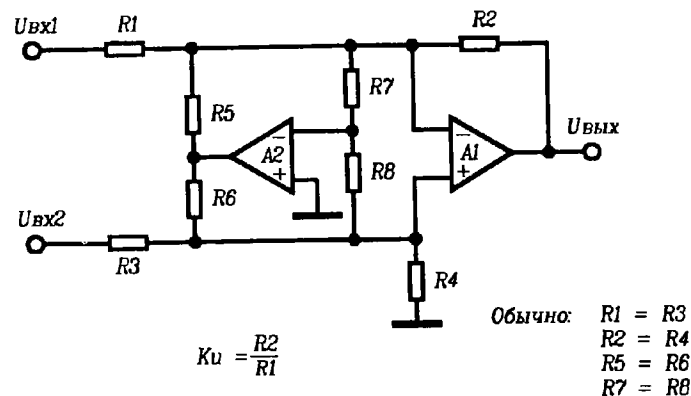 Uвх1
R1
R2
R7
R5
−
A2
+
R8
R6
−
A1
+
Uвых
Uвх2
R3
R4
Обычно: R1 = R3
R2 = R4
R5 = R6
R7 = R8
Ku = R2
R1